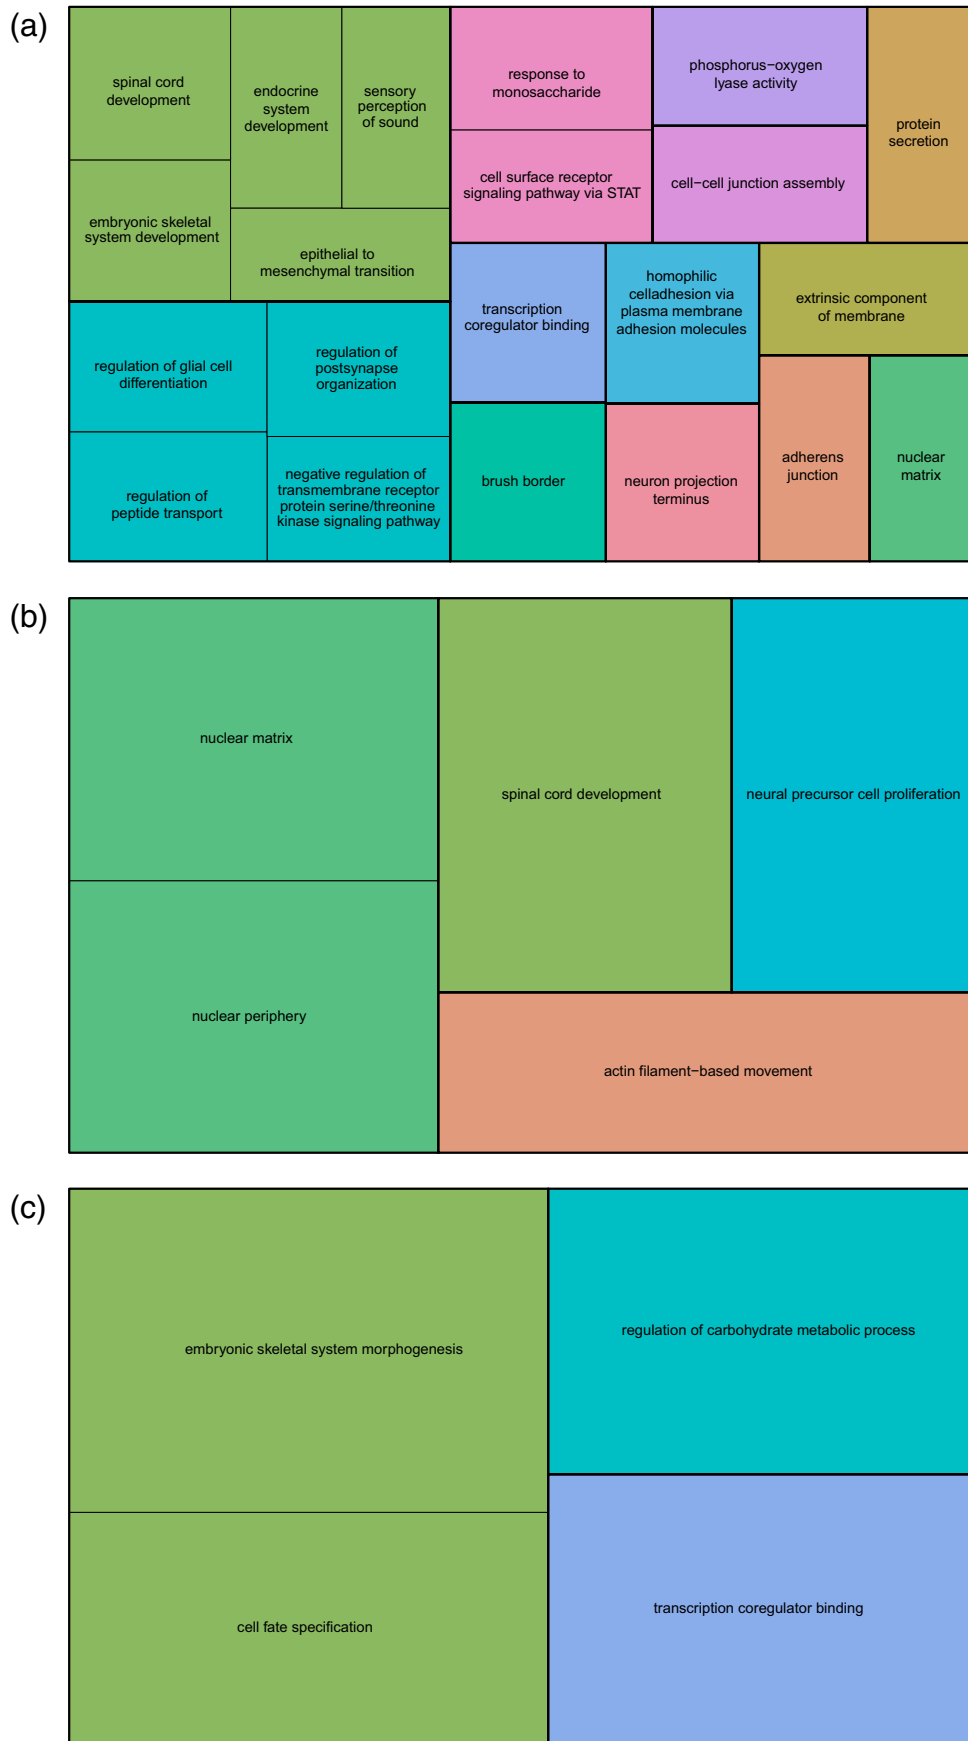 (a)
spinal cord
development
endocrine
system
development
sensory
perception
of sound
embryonic skeletal
system development
epithelial to
mesenchymal transition
regulation of glial cell
differentiation
regulation of
postsynapse
organization
regulation of
peptide transport
negative regulation of
transmembrane receptor
protein serine/threonine
kinase signaling pathway
response to
monosaccharide
cell surface receptor
signaling pathway via STAT
phosphorus−oxygen
lyase activity
cell−cell junction assembly
protein
secretion
transcription
coregulator binding
homophilic
celladhesion via
plasma membrane
adhesion molecules
extrinsic component
of membrane
brush border
neuron projection
terminus
adherens
junction
nuclear
matrix
(b)
nuclear matrix
nuclear periphery
spinal cord development
neural precursor cell proliferation
actin filament−based movement
(c)
embryonic skeletal system morphogenesis
cell fate specification
regulation of carbohydrate metabolic process
transcription coregulator binding